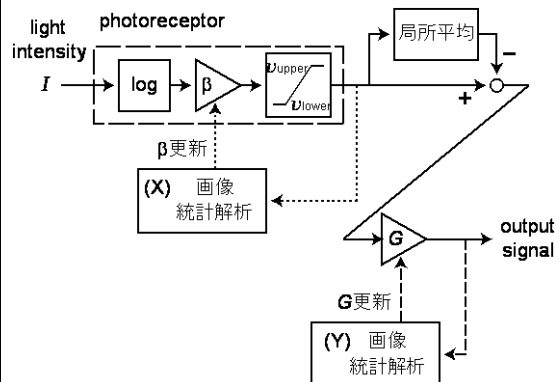 light
intensity
I
photoreceptor
log
β
υupper
υlower
局所平均
−
+
β更新
(X) 画像
統計解析
G
output
signal
G更新
(Y) 画像
統計解析